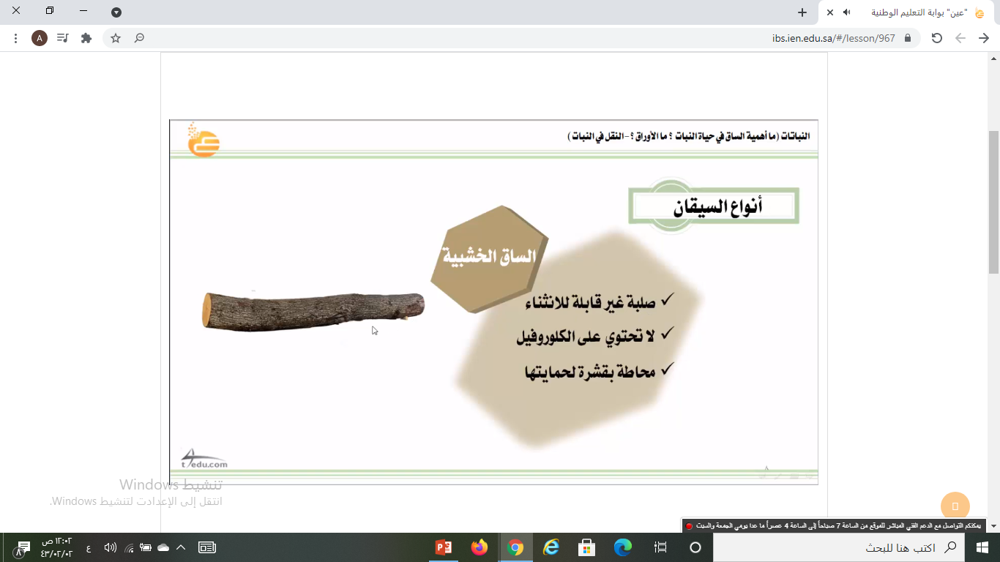 "عين" بوابة التعليم الوطنية
ibs.ien.edu.sa/#/lesson/967
A
النباتات (ما أهمية الساق في حياة النبات ؟ ما الأوراق ؟ - النقل في النبات )
أنواع السيقان
الساق الخشبية
✓ صلبة غير قابلة للانثناء
✓ لا تحتوي على الكلوروفيل
✓ محاطة بقشرة لحمايتها
t4edu.com
تنشيط Windows
انتقل إلى الإعدادت لتنشيط Windows.
يمكنكم التواصل مع الدعم الفني المباشر للموقع من الساعة 7 صباحاً إلى الساعة 4 عصراً ما عدا يومي الجمعة والسبت
اكتب هنا للبحث
ع
١٢:٠٢ ص
٤٣/٠٢/٠٢
٨